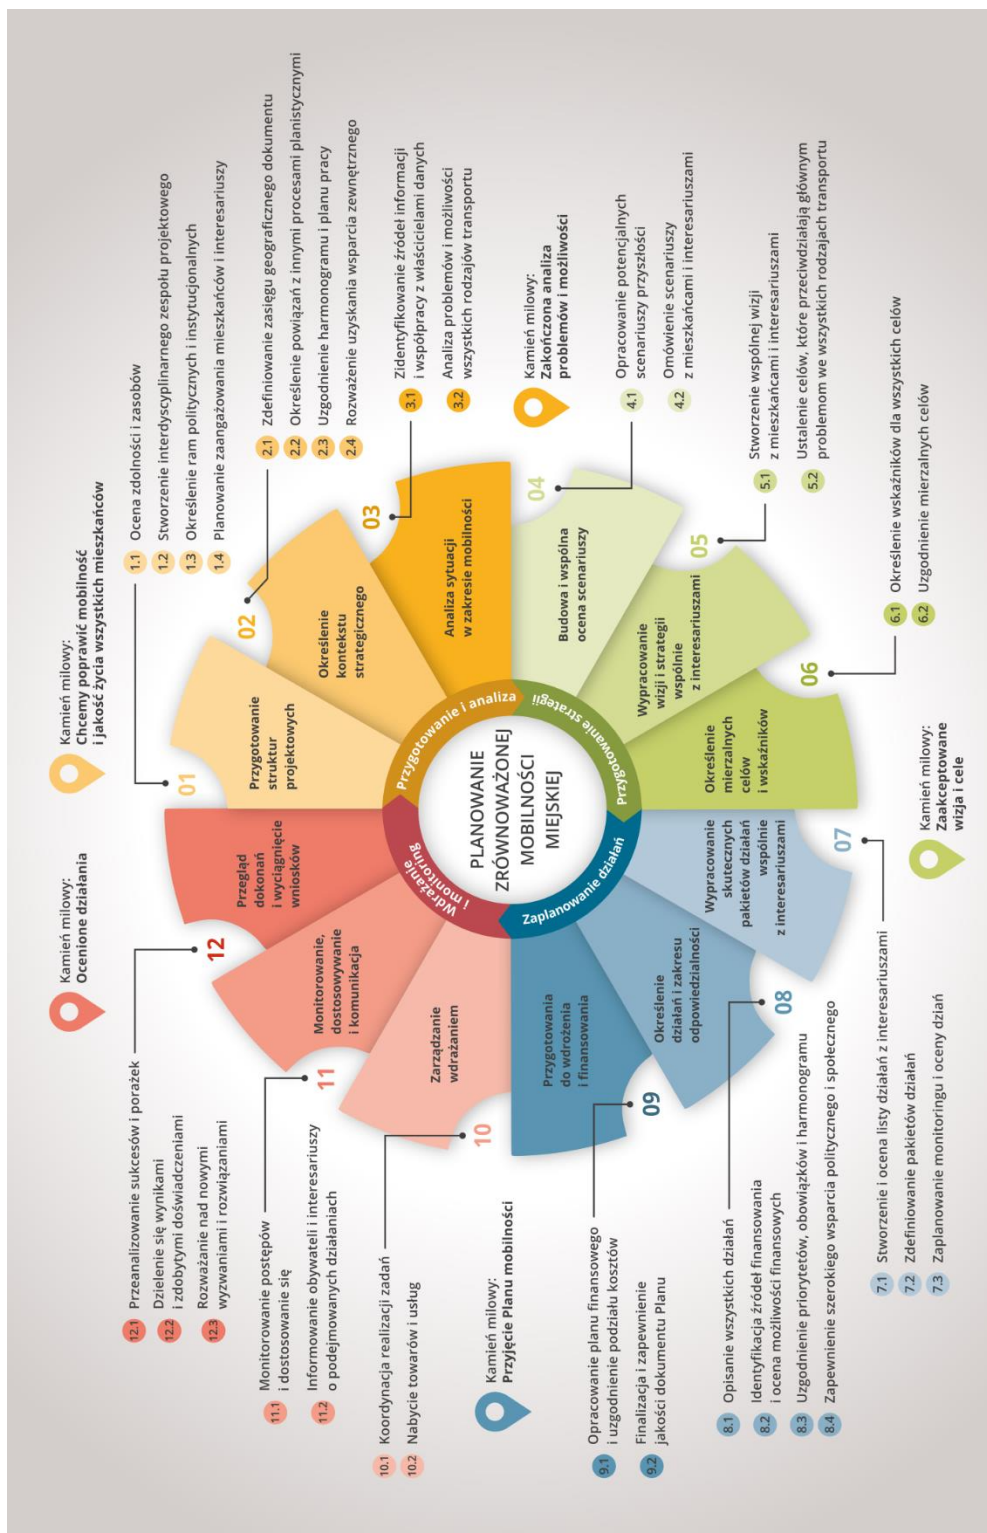 Kamień milowy:
Ocenione działania
Kamień milowy:
Chcemy poprawić mobilność
i jakość życia wszystkich mieszkańców
1.1 Ocena zdolności i zasobów
1.2 Stworzenie interdyscyplinarnego zespołu projektowego
1.3 Określenie ram politycznych i instytucjonalnych
1.4 Planowanie zaangażowania mieszkańców i interesariuszy
2.1 Zdefiniowanie zasięgu geograficznego dokumentu
2.2 Określenie powiązań z innymi procesami planistycznymi
2.3 Uzgodnienie harmonogramu i planu pracy
2.4 Rozważenie uzyskania wsparcia zewnętrznego
3.1 Zidentyfikowanie źródeł informacji
i współpracy z właścicielami danych
3.2 Analiza problemów i możliwości
wszystkich rodzajów transportu
Kamień milowy:
Zakończona analiza
problemów i możliwości
4.1 Opracowanie potencjalnych
scenariuszy przyszłości
4.2 Omówienie scenariuszy
z mieszkańcami i interesariuszami
5.1 Stworzenie wspólnej wizji
z mieszkańcami i interesariuszami
5.2 Ustalenie celów, które przeciwdziałają głównym
problemom we wszystkich rodzajach transportu
6.1 Określenie wskaźników dla wszystkich celów
6.2 Uzgodnienie mierzalnych celów
Kamień milowy:
Zaakceptowane
wizja i cele
7.1 Stworzenie i ocena listy działań z interesariuszami
7.2 Zdefiniowanie pakietów działań
7.3 Zaplanowanie monitoringu i oceny dziań
8.1 Opisanie wszystkich działań
8.2 Identyfikacja źródeł finansowania
i ocena możliwości finansowych
8.3 Uzgodnienie priorytetów, obowiązków i harmonogramu
8.4 Zapewnienie szerokiego wsparcia politycznego i społecznego
9.1 Opracowanie planu finansowego
i uzgodnienie podziału kosztów
9.2 Finalizacja i zapewnienie
jakości dokumentu Planu
Kamień milowy:
Przyjęcie Planu mobilności
10.1 Koordynacja realizacji zadań
10.2 Nabycie towarów i usług
11.1 Monitorowanie postępów
i dostosowanie się
11.2 Informowanie obywateli i interesariuszy
o podejmowanych działaniach
12.1 Przeanalizowanie sukcesów i porażek
12.2 Dzielenie się wynikami
i zdobytymi doświadczeniami
12.3 Rozważanie nad nowymi
wyzwaniami i rozwiązaniami
01
Przygotowanie
struktur
projektowych
02
Określenie
kontekstu
strategicznego
03
Analiza sytuacji
w zakresie mobilności
04
Budowa i wspólna
ocena scenariuszy
05
Wypracowanie
wizji i strategii
wspólnie
z interesariuszami
06
Określenie
mierzalnych
celów
i wskaźników
07
Wypracowanie
skutecznych
pakietów działań
wspólnie
z interesariuszami
08
Określenie
działań i zakresu
odpowiedzialności
09
Przygotowania
do wdrożenia
i finansowania
10
Zarządzanie
wdrażaniem
11
Monitorowanie,
dostosowywanie
i komunikacja
12
Przegląd
dokonań
i wyciągnięcie
wniosków
Przygotowanie i analiza
Przygotowanie strategii
Zaplanowanie działań
Wdrażanie
i monitoring
PLANOWANIE
ZRÓWNOWAŻONEJ
MOBILNOŚCI
MIEJSKIEJ